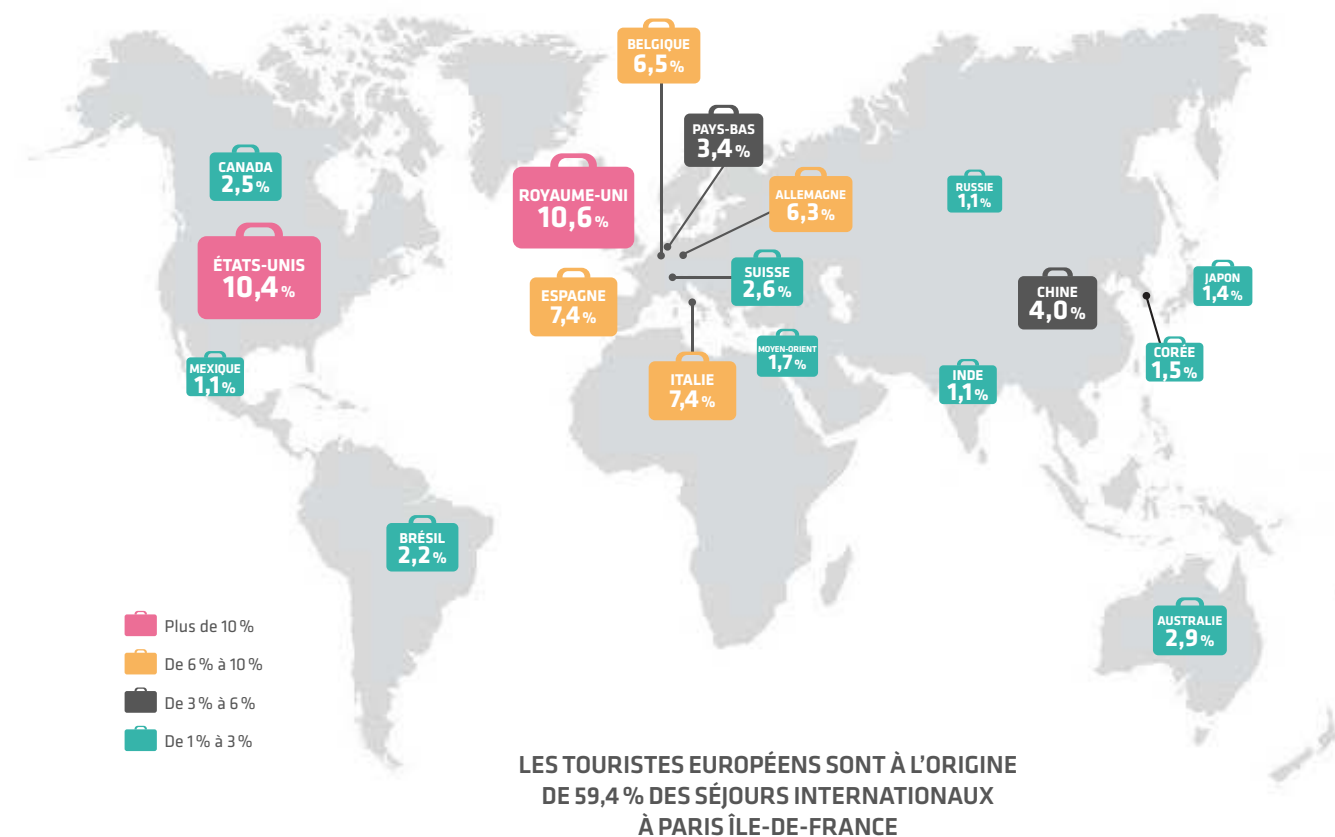 BELGIQUE
6,5 %
PAYS-BAS
3,4 %
CANADA
2,5 %
ROYAUME-UNI
10,6 %
ALLEMAGNE
6,3 %
RUSSIE
1,1 %
ÉTATS-UNIS
10,4 %
ESPAGNE
7,4 %
SUISSE
2,6 %
CHINE
4,0 %
JAPON
1,4 %
MEXIQUE
1,1 %
MOYEN-ORIENT
1,7 %
ITALIE
7,4 %
INDE
1,1 %
CORÉE
1,5 %
BRÉSIL
2,2 %
AUSTRALIE
2,9 %
Plus de 10 %
De 6 % à 10 %
De 3 % à 6 %
De 1 % à 3 %
LES TOURISTES EUROPÉENS SONT À L’ORIGINE
DE 59,4 % DES SÉJOURS INTERNATIONAUX
À PARIS ÎLE-DE-FRANCE